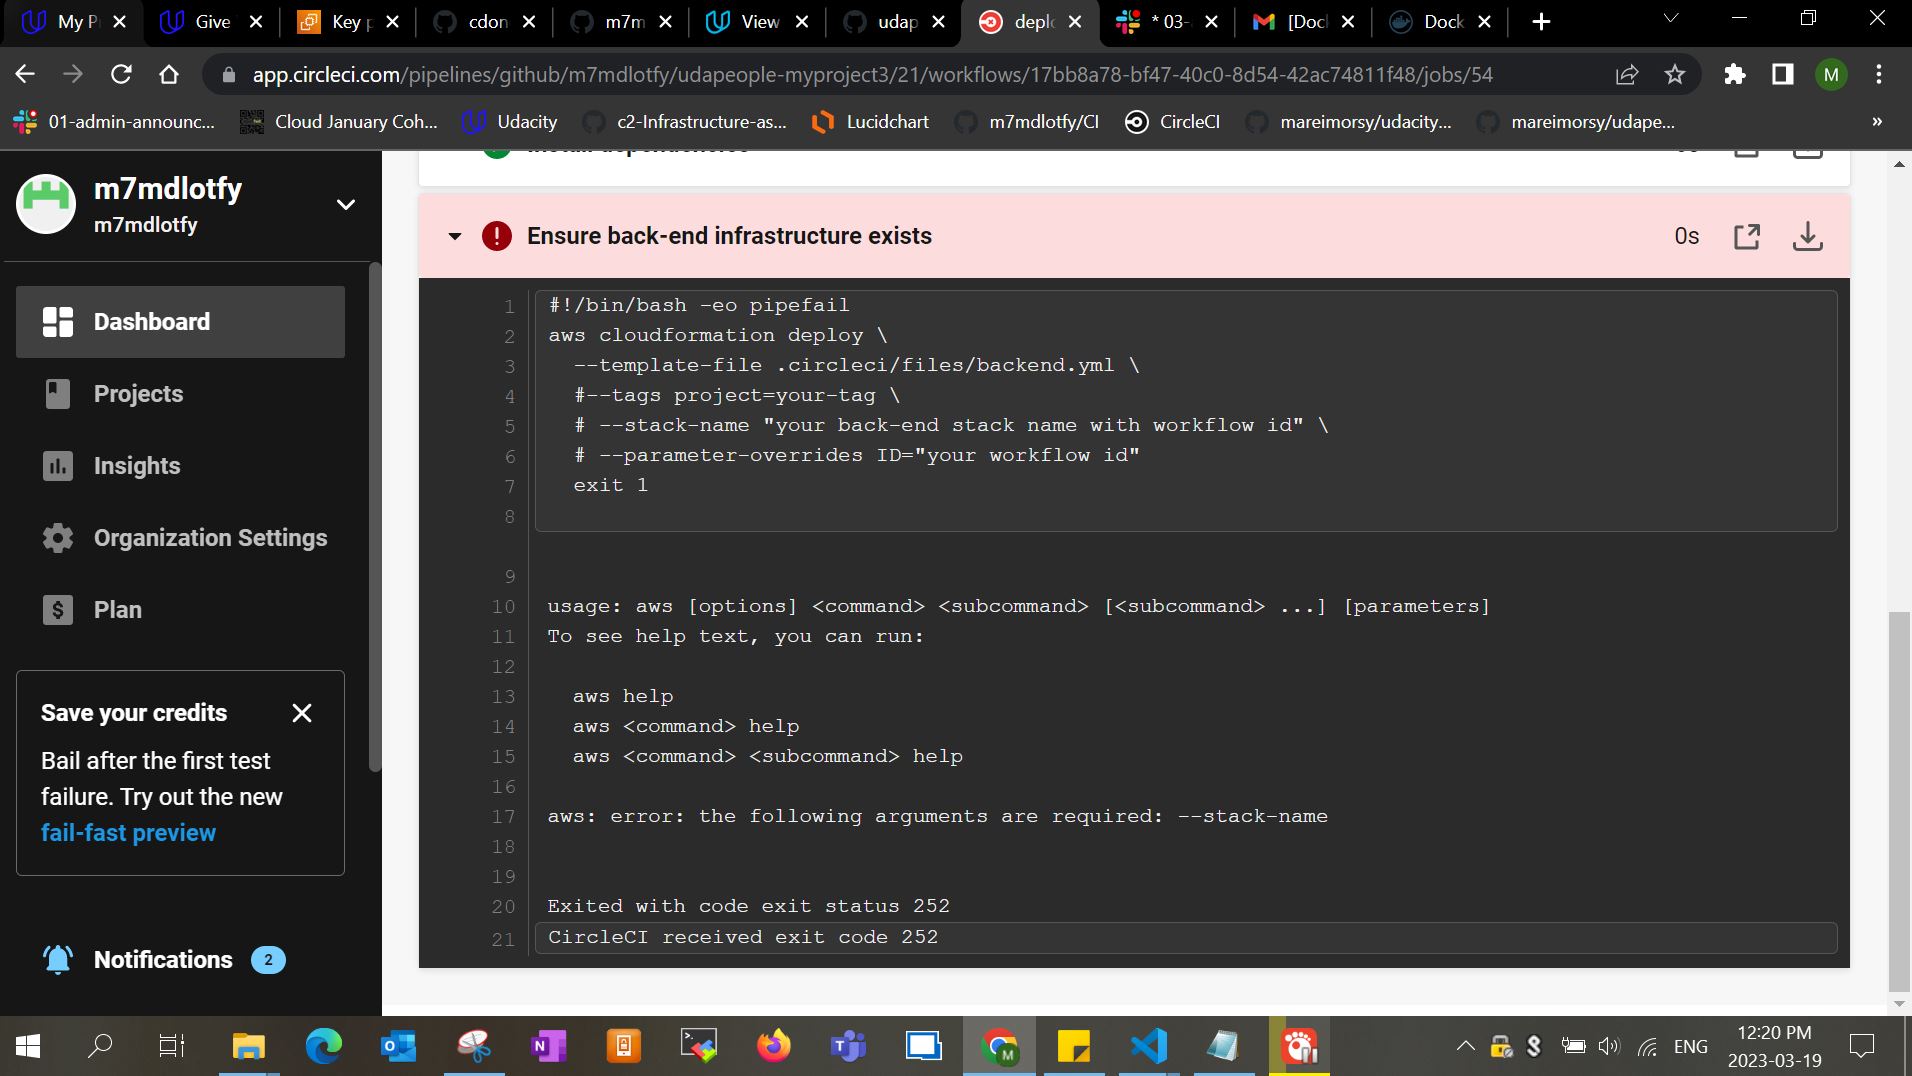 My P
Give
Key p
cdon
m7m
View
udap
deplo
* 03-
[Doc
Dock
app.circleci.com/pipelines/github/m7mdlotfy/udapeople-myproject3/21/workflows/17bb8a78-bf47-40c0-8d54-42ac74811f48/jobs/54
M
01-admin-announc...
Cloud January Coh...
Udacity
c2-Infrastructure-as...
Lucidchart
m7mdlotfy/CI
CircleCI
mareimorsy/udacity...
mareimorsy/udape...
»
m7mdlotfy
m7mdlotfy
Dashboard
Projects
Insights
Organization Settings
Plan
Save your credits
Bail after the first test
failure. Try out the new
fail-fast preview
Notifications 2
Ensure back-end infrastructure exists
0s
1 #!/bin/bash -eo pipefail
2 aws cloudformation deploy \
3 --template-file .circleci/files/backend.yml \
4 #--tags project=your-tag \
5 # --stack-name "your back-end stack name with workflow id" \
6 # --parameter-overrides ID="your workflow id"
7 exit 1
8
9
10 usage: aws [options] <command> <subcommand> [<subcommand> ...] [parameters]
11 To see help text, you can run:
12
13 aws help
14 aws <command> help
15 aws <command> <subcommand> help
16
17 aws: error: the following arguments are required: --stack-name
18
19
20 Exited with code exit status 252
21 CircleCI received exit code 252
ENG
12:20 PM
2023-03-19